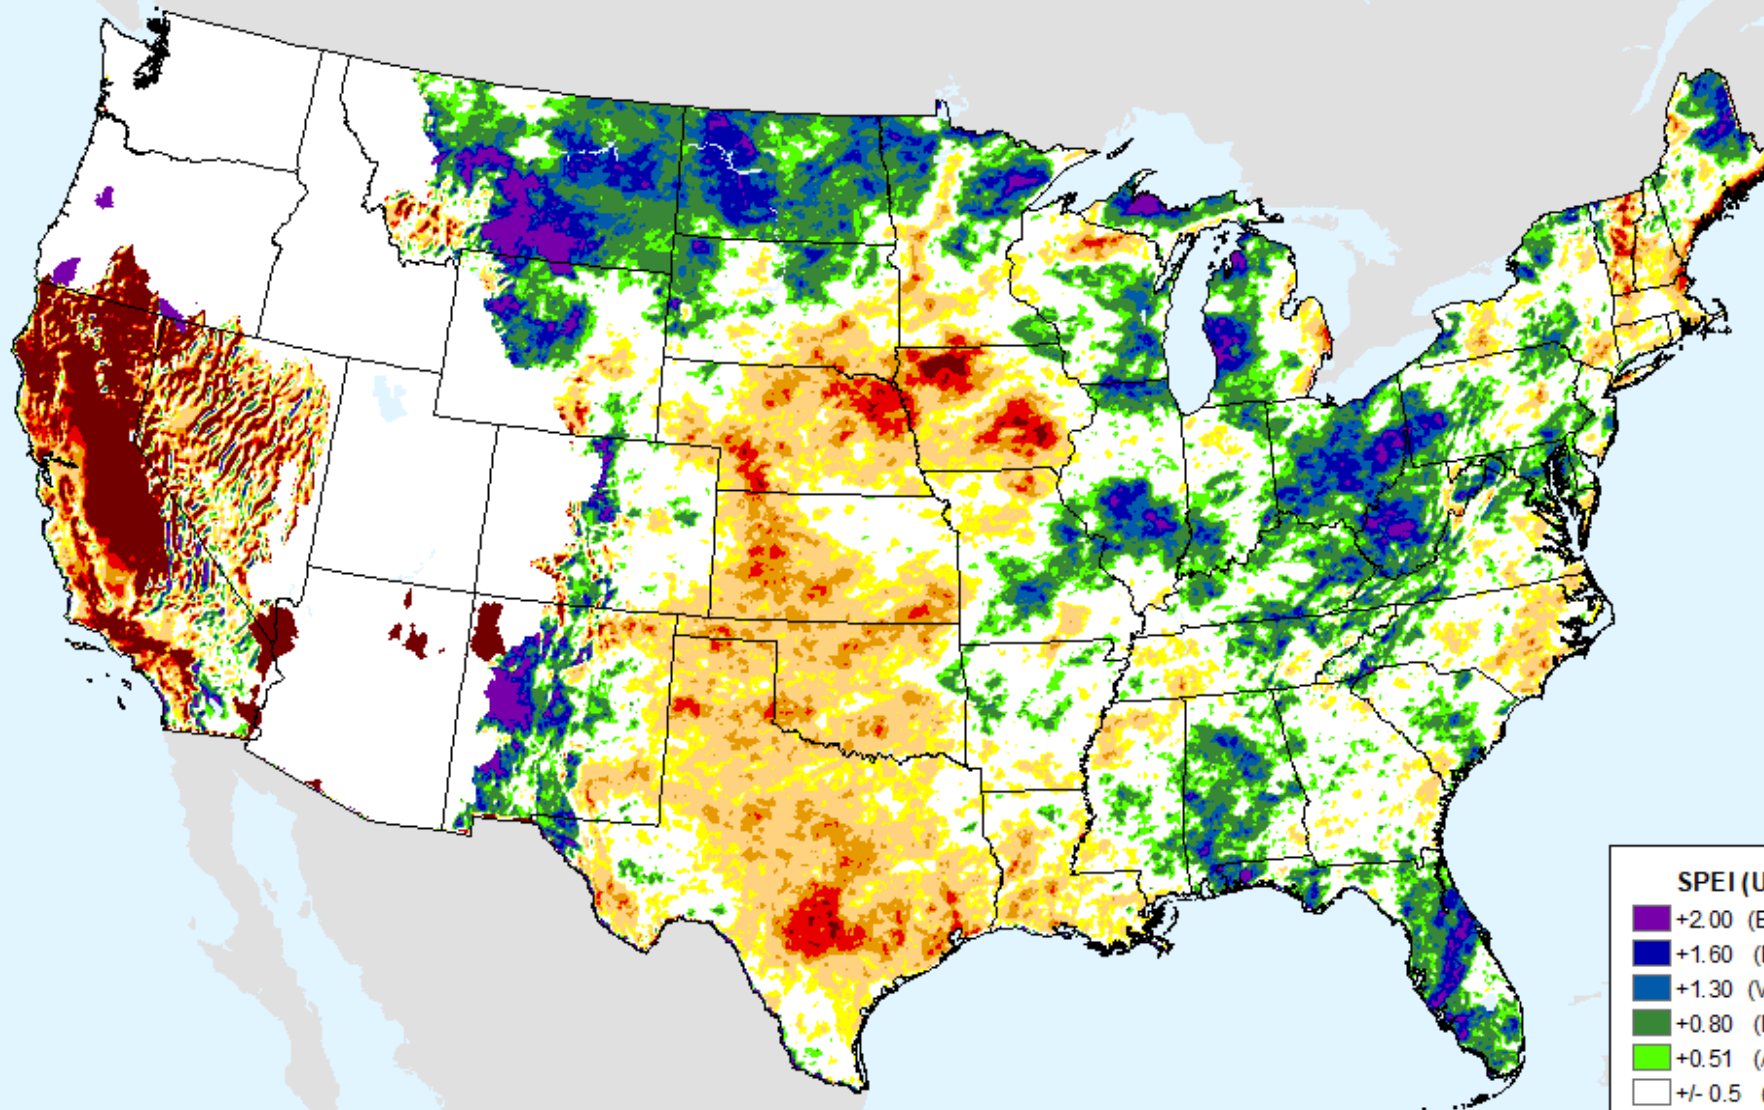 SPEI (U
+2.00 (E
+1.60 (
+1.30 (V
+0.80 (
+0.51 (
+/- 0.5 (